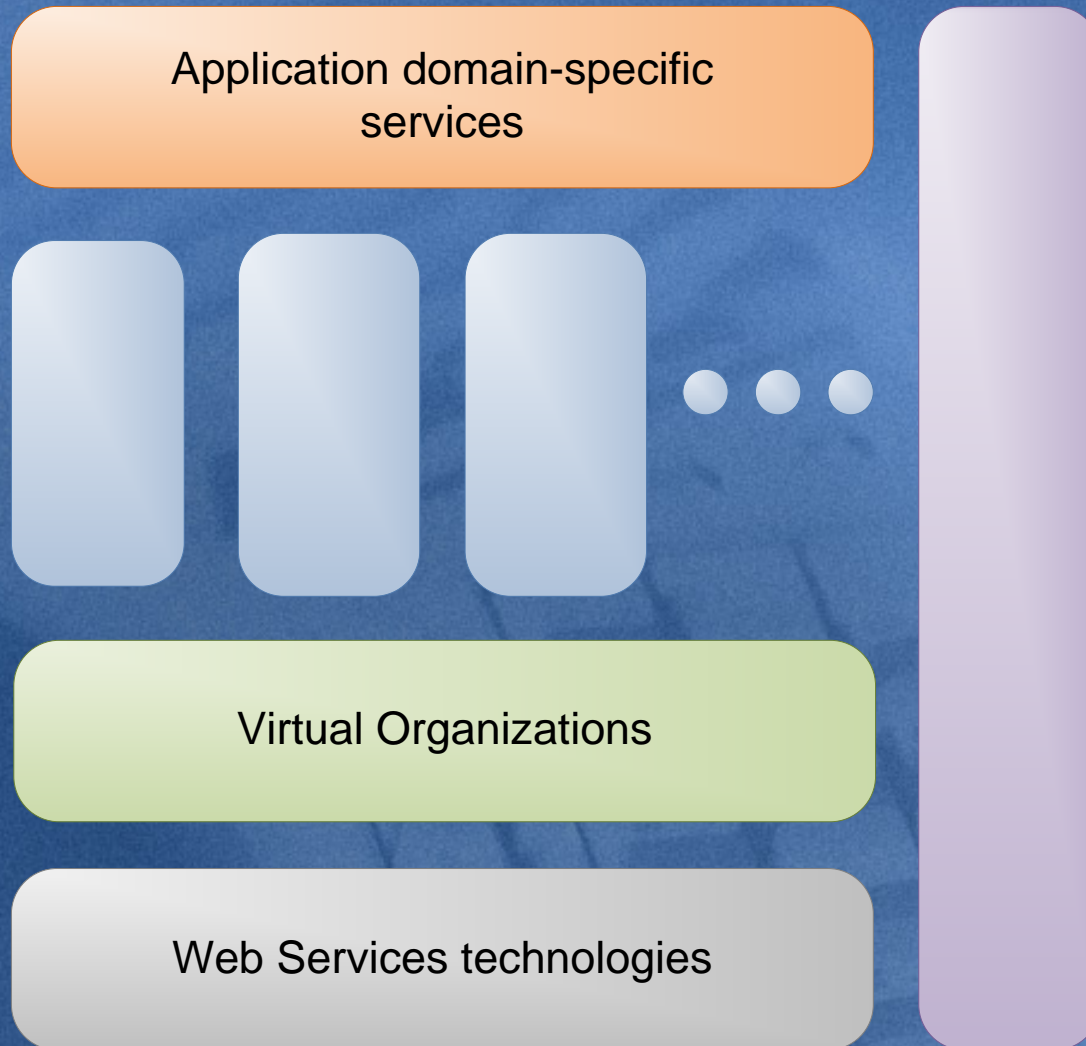 Application domain-specific
services
Virtual Organizations
Web Services technologies